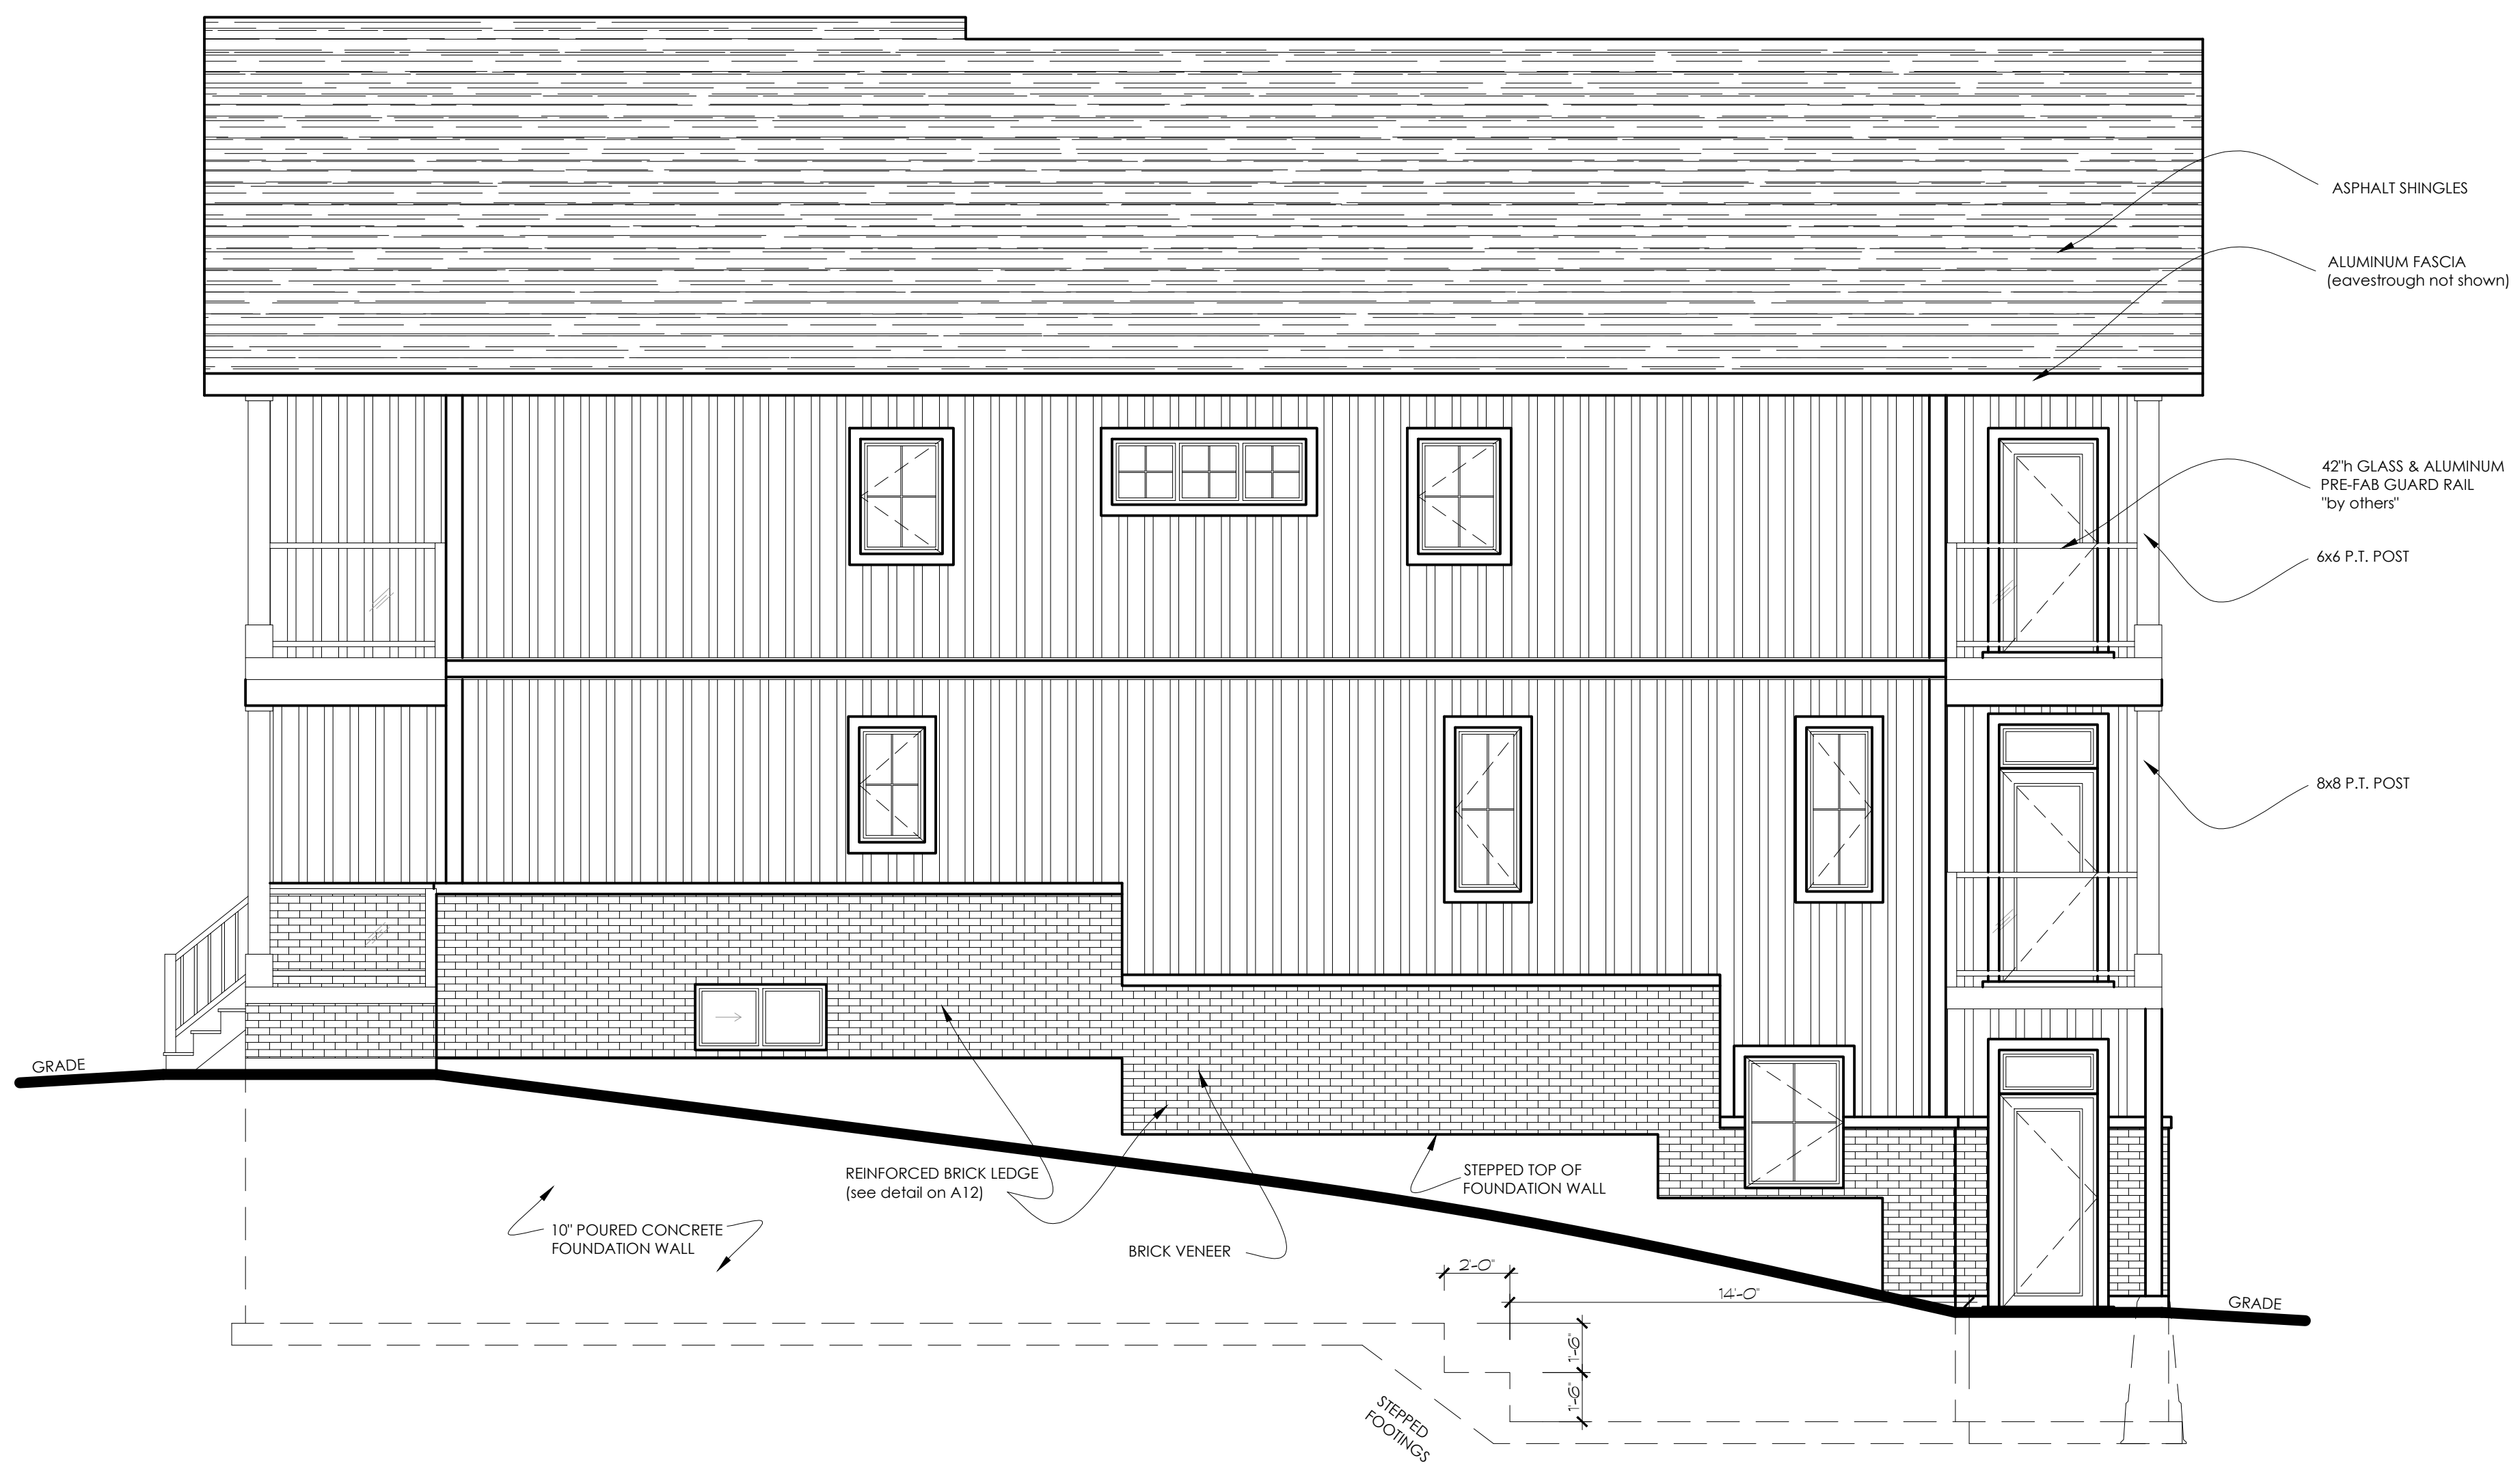 ASPHALT SHINGLES
ALUMINUM FASCIA
(eavestrough not shown)
42"h GLASS & ALUMINUM
PRE-FAB GUARD RAIL
"by others"
6x6 P.T. POST
8x8 P.T. POST
GRADE
REINFORCED BRICK LEDGE
(see detail on A12)
STEPPED TOP OF
FOUNDATION WALL
10" POURED CONCRETE
FOUNDATION WALL
BRICK VENEER
2'-0"
14'-0"
GRADE
1'-6"
1'-6"
STEPPED
FOOTINGS